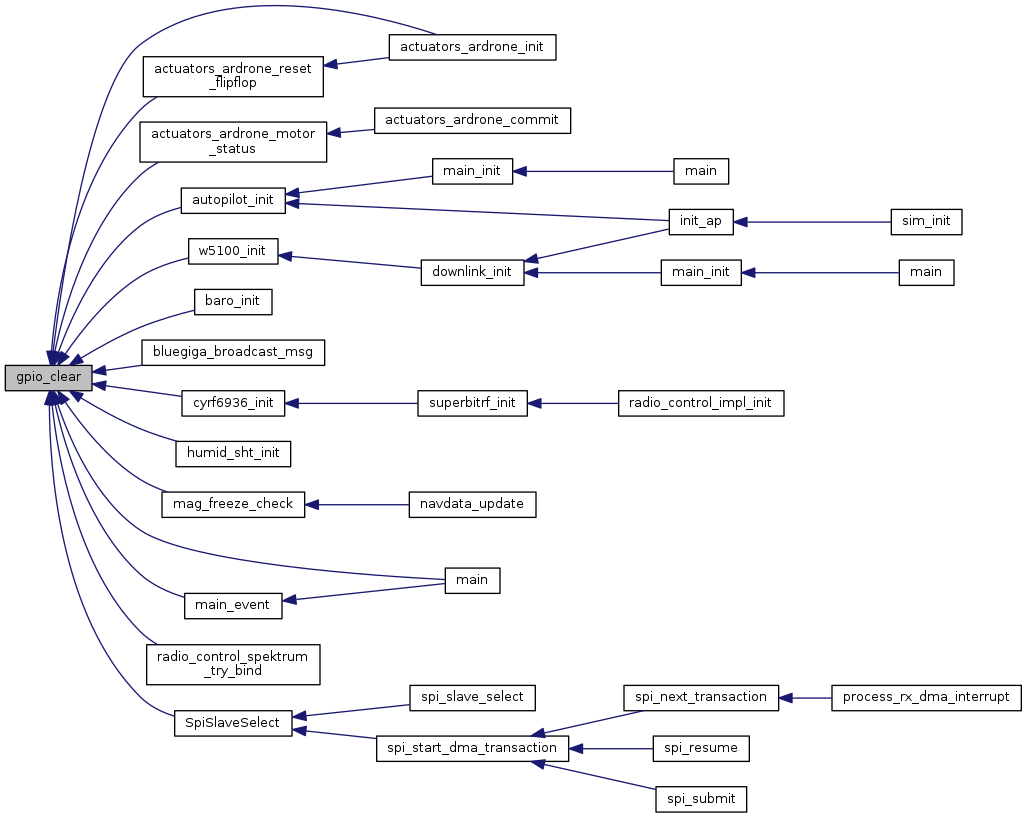 actuators_ardrone_init
actuators_ardrone_reset
_flipflop
actuators_ardrone_commit
actuators_ardrone_motor
_status
main_init
main
autopilot_init
init_ap
sim_init
w5100_init
downlink_init
main_init
main
baro_init
bluegiga_broadcast_msg
gpio_clear
cyrf6936_init
superbitrf_init
radio_control_impl_init
humid_sht_init
mag_freeze_check
navdata_update
main
main_event
radio_control_spektrum
_try_bind
spi_slave_select
spi_next_transaction
process_rx_dma_interrupt
SpiSlaveSelect
spi_start_dma_transaction
spi_resume
spi_submit